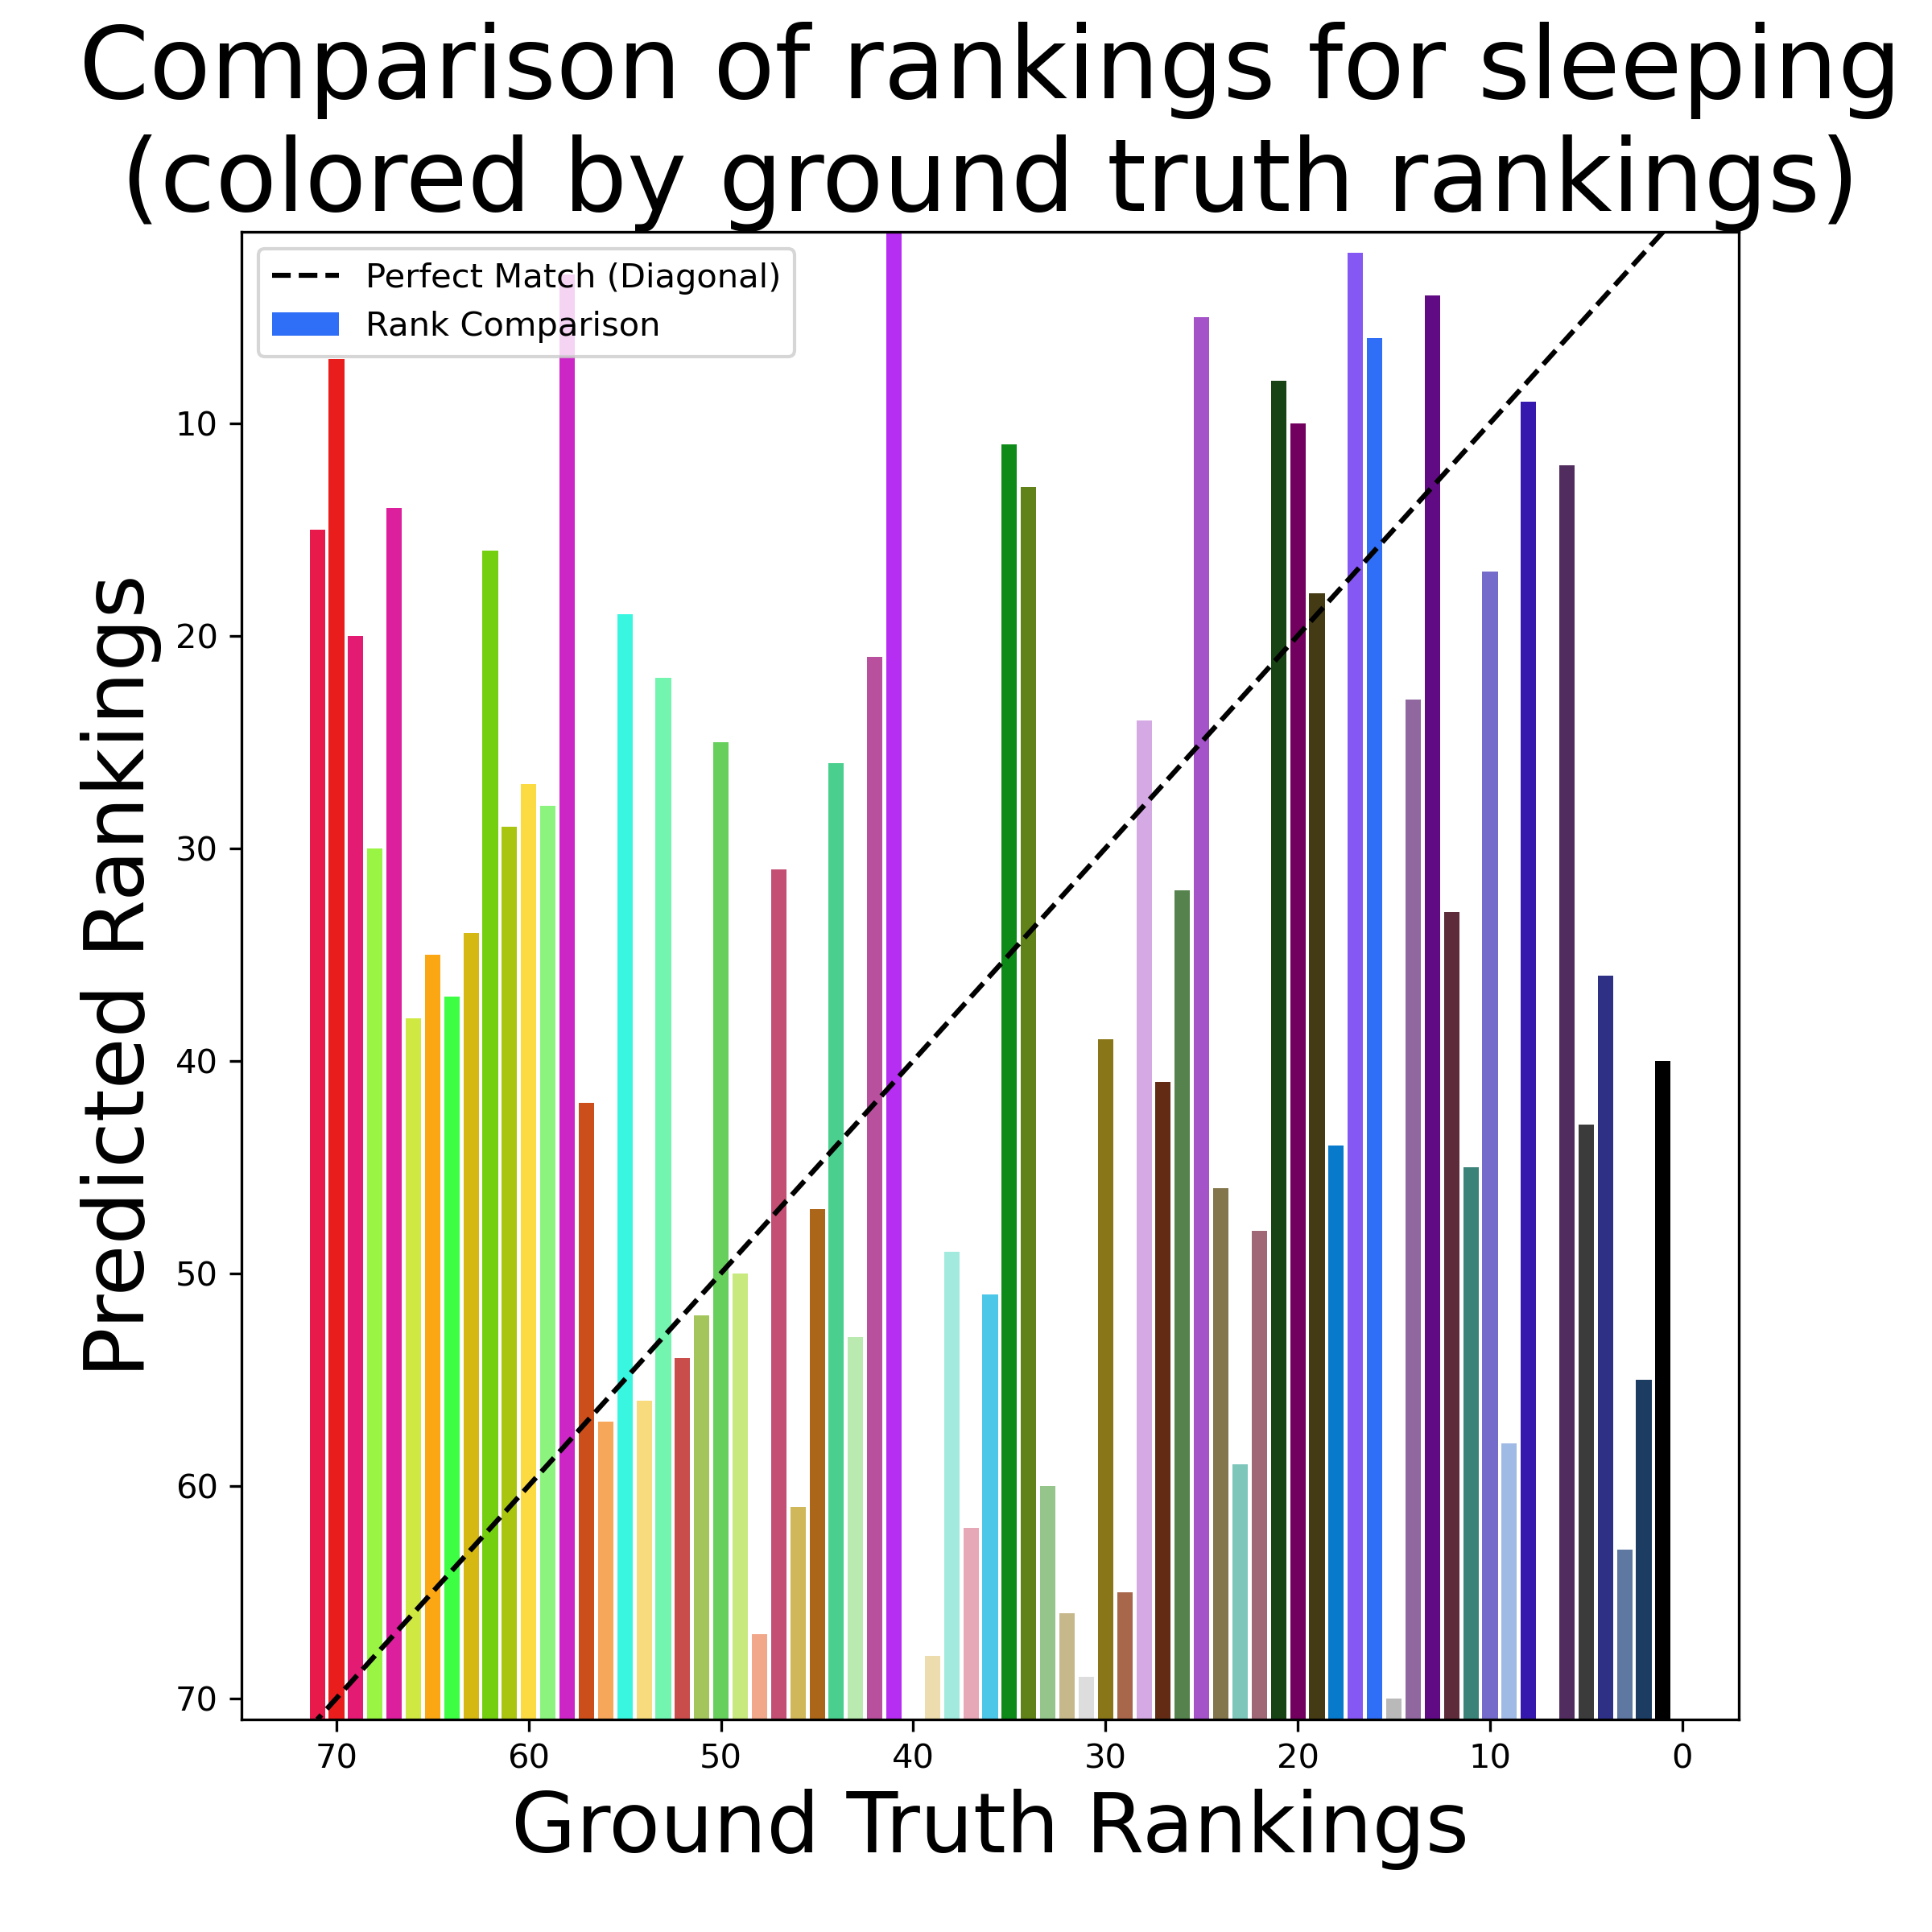 Comparison of rankings for sleeping
(colored by ground truth rankings)
Perfect Match (Diagonal)
Rank Comparison
Predicted Rankings
10
20
30
40
50
60
70
70 60 50 40 30 20 10 0
Ground Truth Rankings